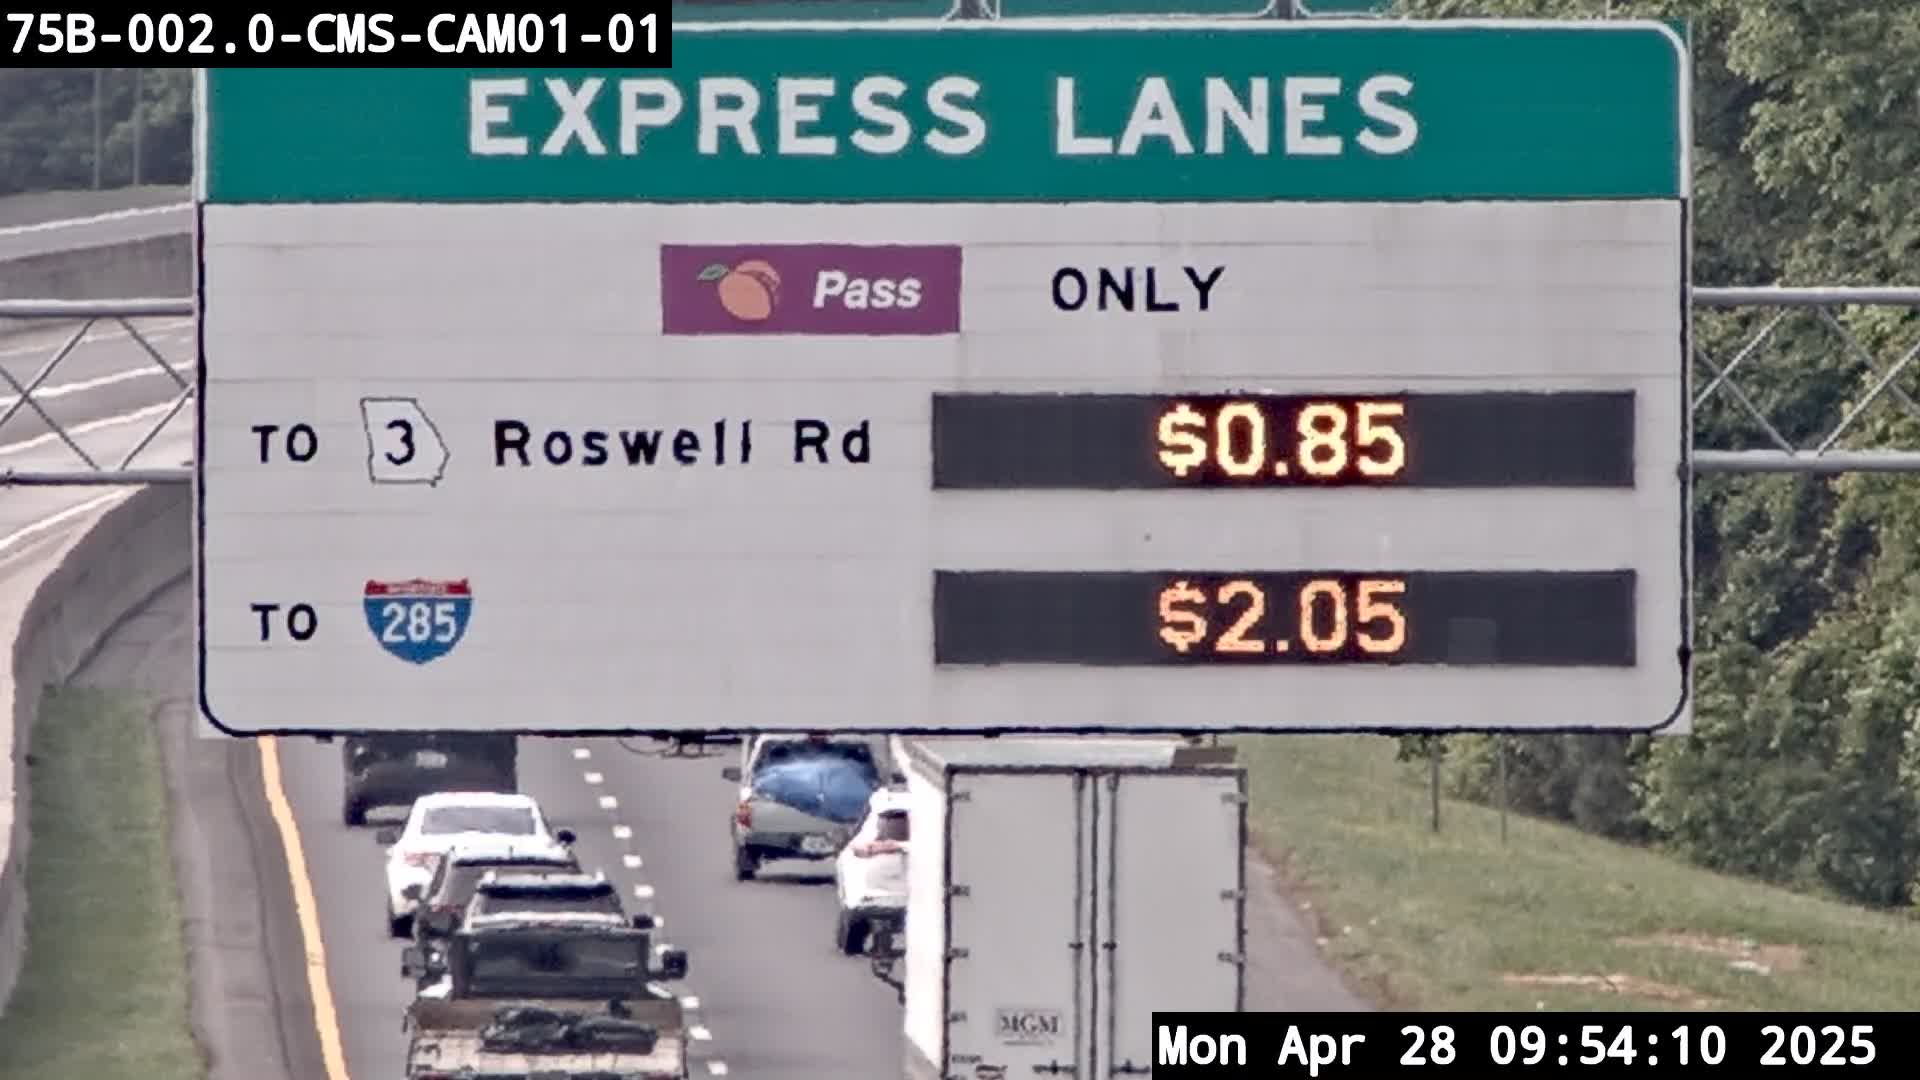 75B-002.0-CMS-CAM01-01
EXPRESS LANES
Pass ONLY
TO 3 Roswell Rd $0.85
TO 285 $2.05
MGM
Mon Apr 28 09:54:10 2025